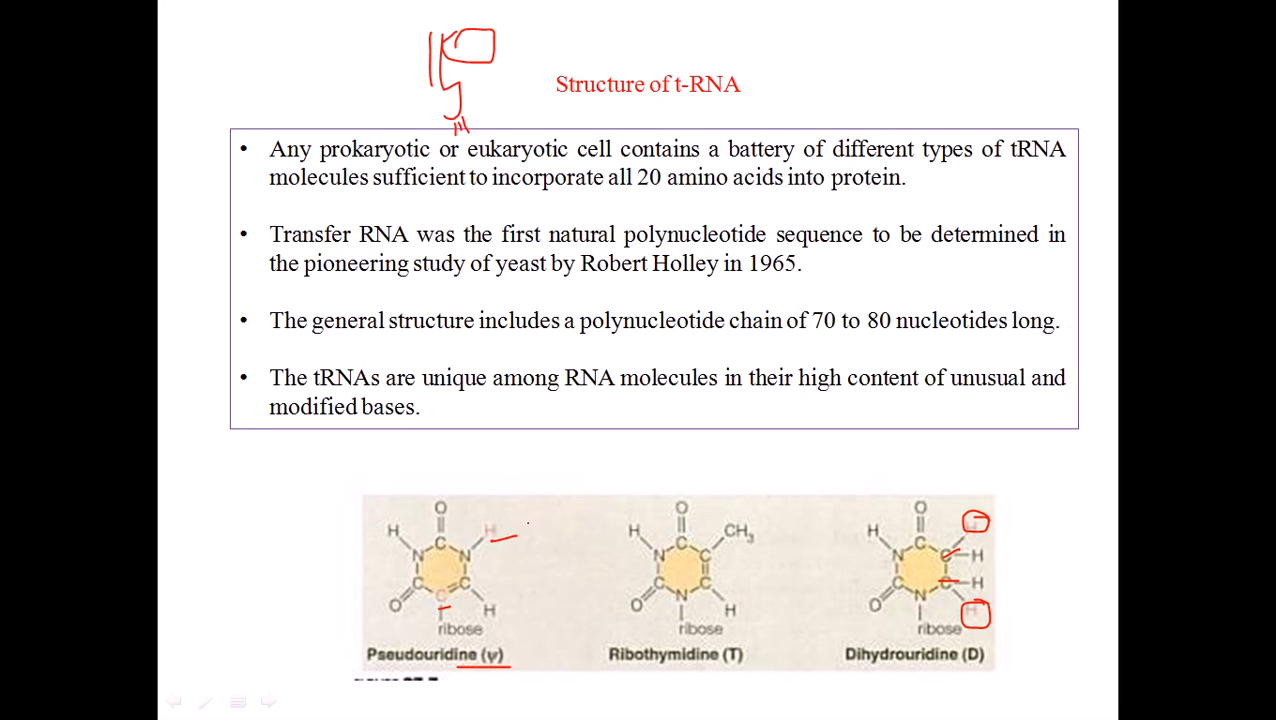 Structure of t-RNA
• Any prokaryotic or eukaryotic cell contains a battery of different types of tRNA
molecules sufficient to incorporate all 20 amino acids into protein.
• Transfer RNA was the first natural polynucleotide sequence to be determined in
the pioneering study of yeast by Robert Holley in 1965.
• The general structure includes a polynucleotide chain of 70 to 80 nucleotides long.
• The tRNAs are unique among RNA molecules in their high content of unusual and
modified bases.
O O O
H H H CH₃ H H
C C C
N N N C N C H
C C C C C C H
O C H O N H O N H
ribose ribose ribose
Pseudouridine (ψ) Ribothymidine (T) Dihydrouridine (D)